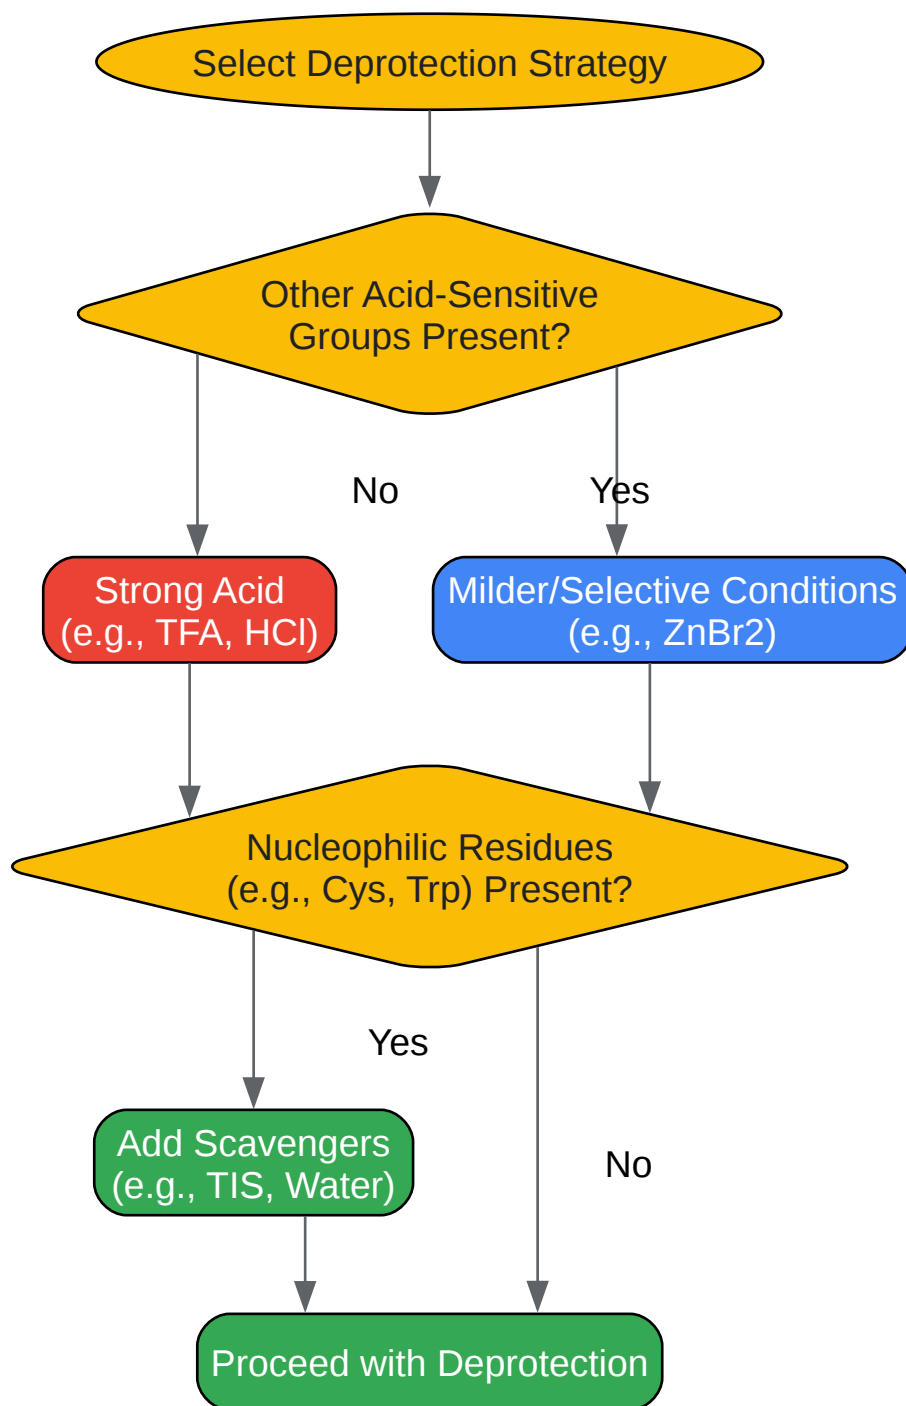 Select Deprotection Strategy
Other Acid-Sensitive
Groups Present?
No
Yes
Strong Acid
(e.g., TFA, HCl)
Milder/Selective Conditions
(e.g., ZnBr2)
Nucleophilic Residues
(e.g., Cys, Trp) Present?
Yes
Add Scavengers
(e.g., TIS, Water)
No
Proceed with Deprotection